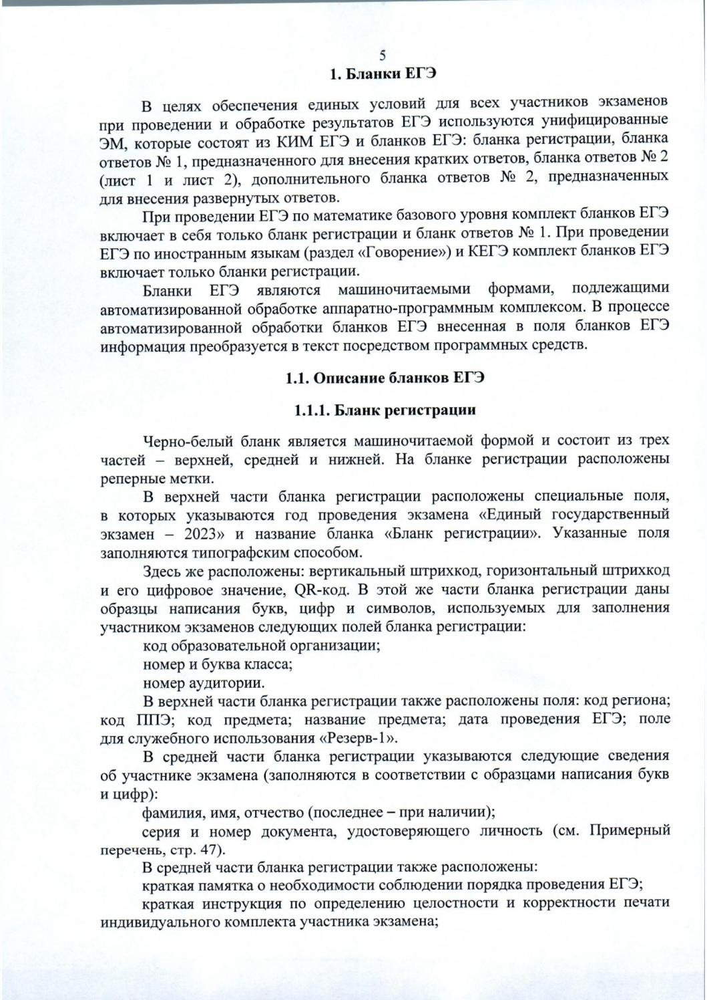 5
1. Бланки ЕГЭ
В целях обеспечения единых условий для всех участников экзаменов
при проведении и обработке результатов ЕГЭ используются унифицированные
ЭМ, которые состоят из КИМ ЕГЭ и бланков ЕГЭ: бланка регистрации, бланка
ответов № 1, предназначенного для внесения кратких ответов, бланка ответов № 2
(лист 1 и лист 2), дополнительного бланка ответов № 2, предназначенных
для внесения развернутых ответов.
При проведении ЕГЭ по математике базового уровня комплект бланков ЕГЭ
включает в себя только бланк регистрации и бланк ответов № 1. При проведении
ЕГЭ по иностранным языкам (раздел «Говорение») и КЕГЭ комплект бланков ЕГЭ
включает только бланки регистрации.
Бланки ЕГЭ являются машиночитаемыми формами, подлежащими
автоматизированной обработке аппаратно-программным комплексом. В процессе
автоматизированной обработки бланков ЕГЭ внесенная в поля бланков ЕГЭ
информация преобразуется в текст посредством программных средств.
1.1. Описание бланков ЕГЭ
1.1.1. Бланк регистрации
Черно-белый бланк является машиночитаемой формой и состоит из трех
частей – верхней, средней и нижней. На бланке регистрации расположены
реперные метки.
В верхней части бланка регистрации расположены специальные поля,
в которых указываются год проведения экзамена «Единый государственный
экзамен – 2023» и название бланка «Бланк регистрации». Указанные поля
заполняются типографским способом.
Здесь же расположены: вертикальный штрихкод, горизонтальный штрихкод
и его цифровое значение, QR-код. В этой же части бланка регистрации даны
образцы написания букв, цифр и символов, используемых для заполнения
участником экзаменов следующих полей бланка регистрации:
код образовательной организации;
номер и буква класса;
номер аудитории.
В верхней части бланка регистрации также расположены поля: код региона;
код ППЭ; код предмета; название предмета; дата проведения ЕГЭ; поле
для служебного использования «Резерв-1».
В средней части бланка регистрации указываются следующие сведения
об участнике экзамена (заполняются в соответствии с образцами написания букв
и цифр):
фамилия, имя, отчество (последнее – при наличии);
серия и номер документа, удостоверяющего личность (см. Примерный
перечень, стр. 47).
В средней части бланка регистрации также расположены:
краткая памятка о необходимости соблюдении порядка проведения ЕГЭ;
краткая инструкция по определению целостности и корректности печати
индивидуального комплекта участника экзамена;